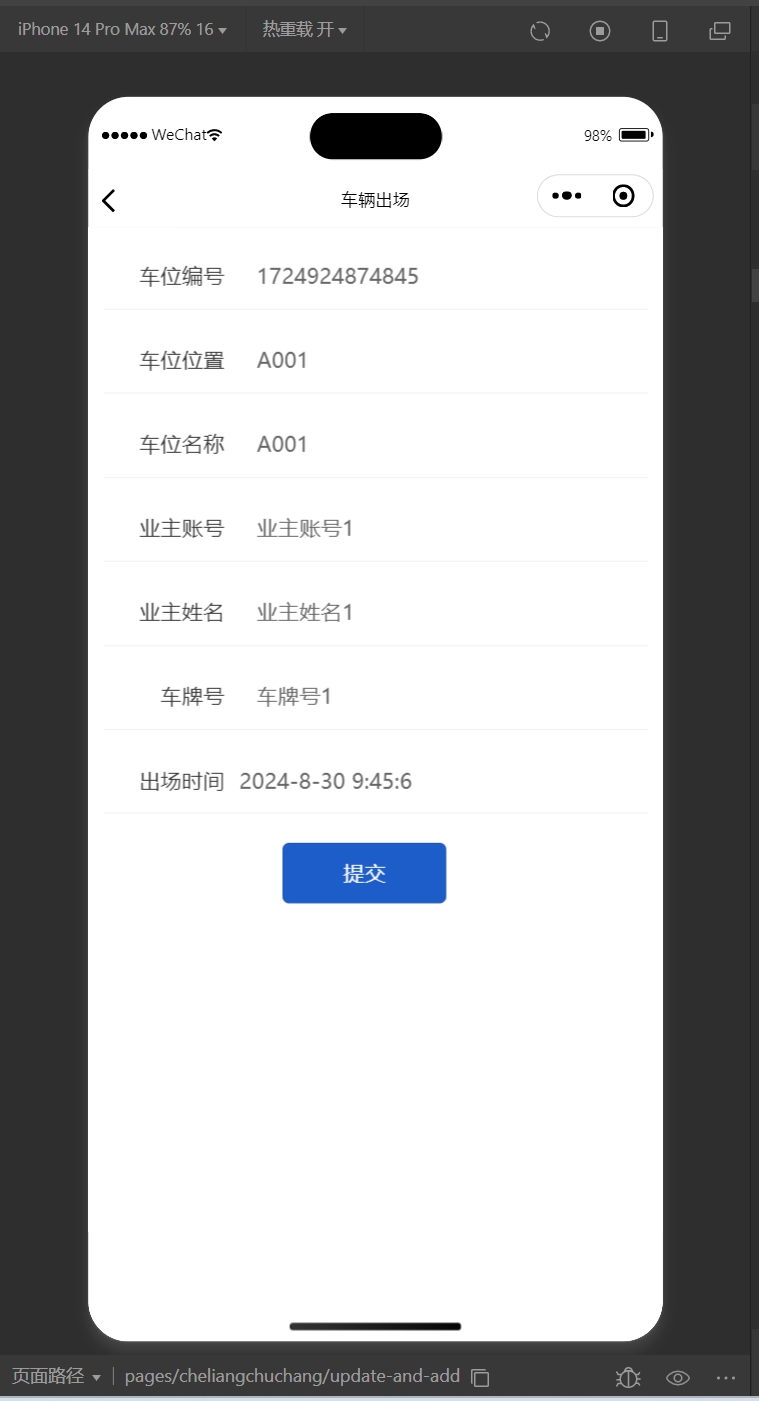 iPhone 14 Pro Max 87% 16 热重载 开
WeChat 98%
车辆出场
车位编号 1724924874845
车位位置 A001
车位名称 A001
业主账号 业主账号1
业主姓名 业主姓名1
车牌号 车牌号1
出场时间 2024-8-30 9:45:6
提交
页面路径 pages/cheliangchuchang/update-and-add